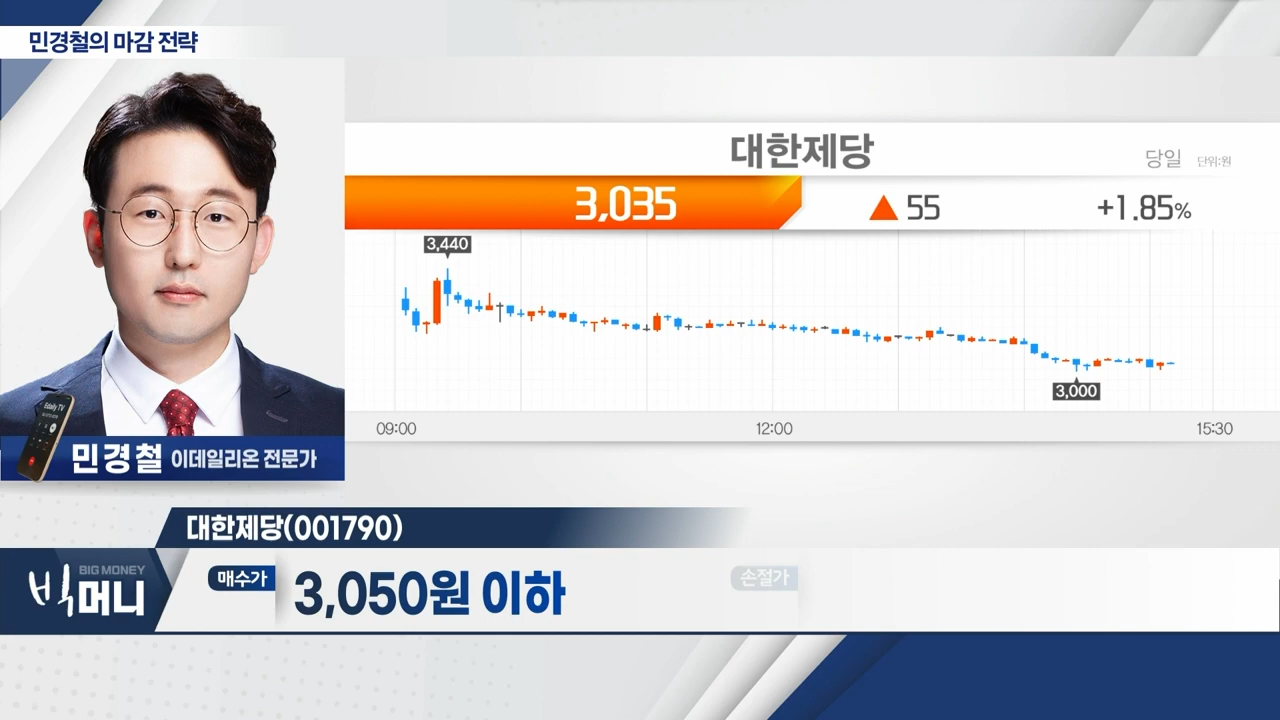 민경철의 마감 전략
대한제당
당일 단위:원
3,035 ▲ 55 +1.85%
3,440
3,000
09:00 12:00 15:30
Edaily TV
민경철 이데일리온 전문가
대한제당(001790)
BIG MONEY
빅머니
매수가 3,050원 이하 손절가